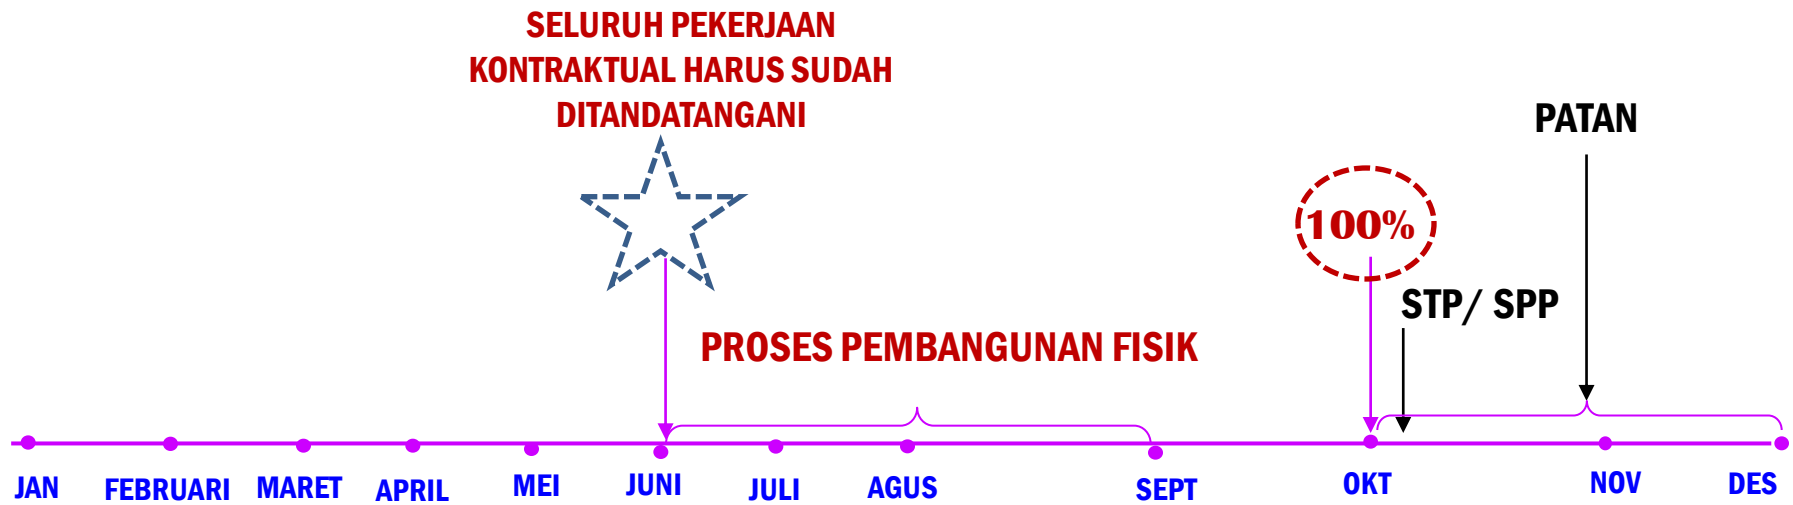 SELURUH PEKERJAAN
KONTRAKTUAL HARUS SUDAH
DITANDATANGANI
PATAN
100%
STP/ SPP
PROSES PEMBANGUNAN FISIK
JAN
FEBRUARI
MARET
APRIL
MEI
JUNI
JULI
AGUS
SEPT
OKT
NOV
DES